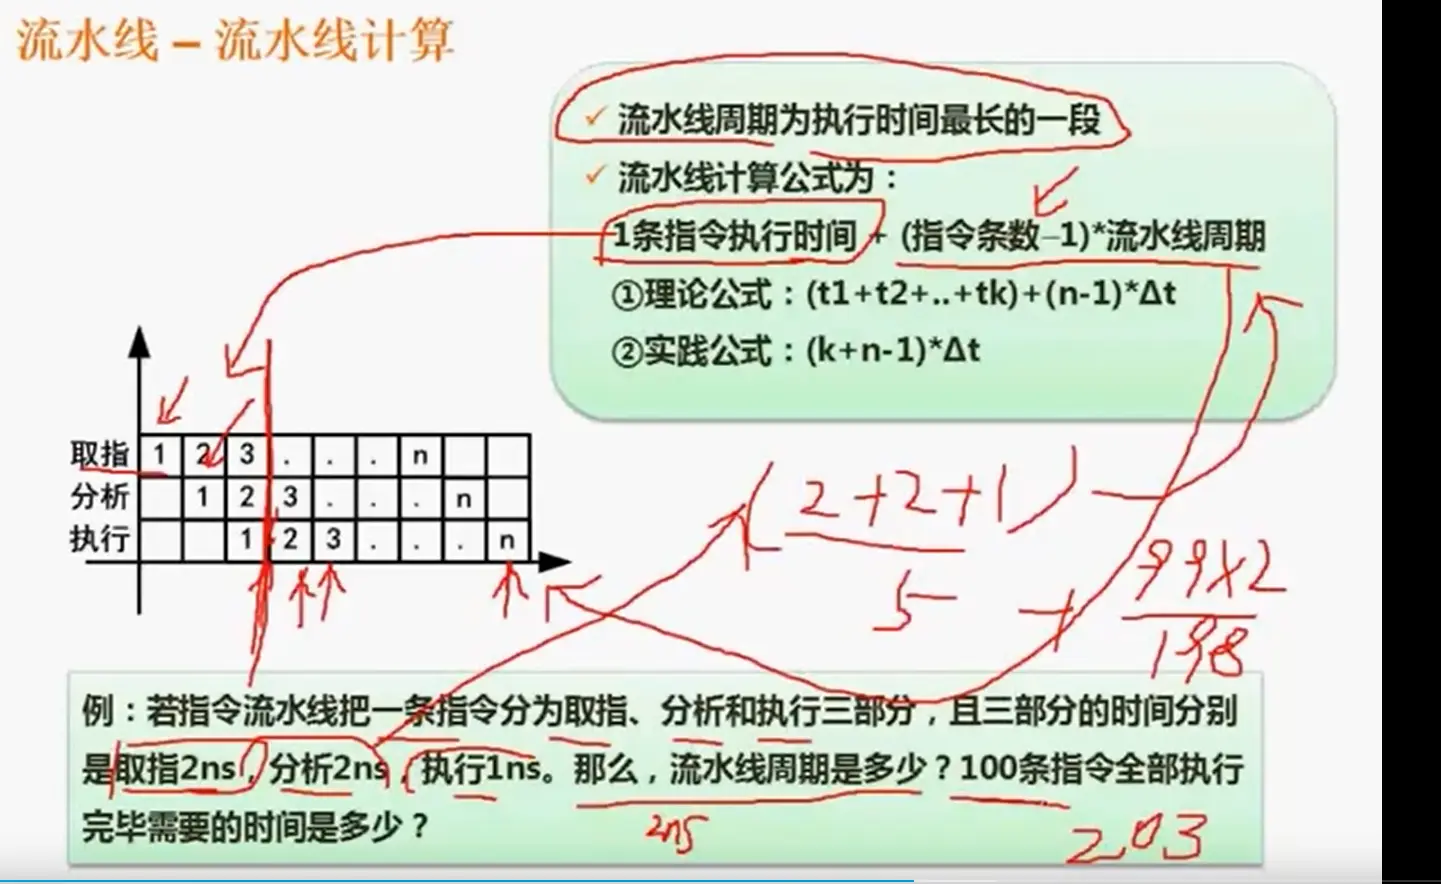 流水线 – 流水线计算
✓ 流水线周期为执行时间最长的一段
✓ 流水线计算公式为：
1条指令执行时间 + (指令条数–1)*流水线周期
①理论公式：(t1+t2+..+tk)+(n-1)*Δt
②实践公式：(k+n-1)*Δt
取指 1 2 3 . . . n
分析 1 2 3 . . . n
执行 1 2 3 . . . n
(2+2+1)
5 + 99×2
198
例：若指令流水线把一条指令分为取指、分析和执行三部分，且三部分的时间分别
是取指2ns，分析2ns，执行1ns。那么，流水线周期是多少？100条指令全部执行
完毕需要的时间是多少？
2ns
203